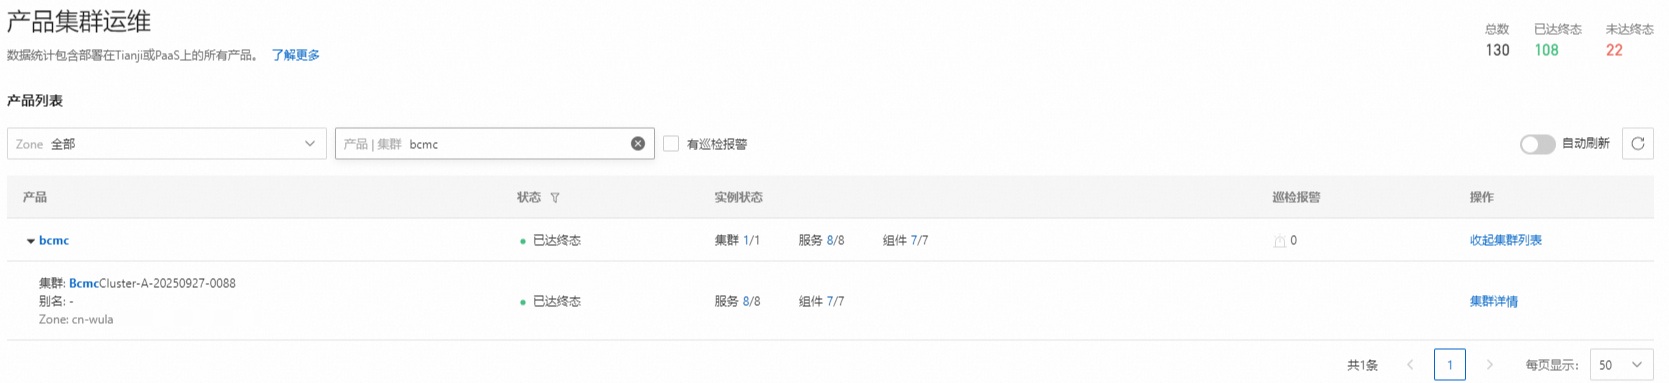 产品集群运维
数据统计包含部署在Tianji或PaaS上的所有产品。 了解更多
总数 已达终态 未达终态
130 108 22
产品列表
Zone 全部 产品 | 集群 bcmc 有巡检报警 自动刷新
产品 状态 实例状态 巡检报警 操作
bcmc 已达终态 集群 1/1 服务 8/8 组件 7/7 0 收起集群列表
集群: BcmcCluster-A-20250927-0088
别名: - 已达终态 服务 8/8 组件 7/7 集群详情
Zone: cn-wula
共1条 1 每页显示: 50